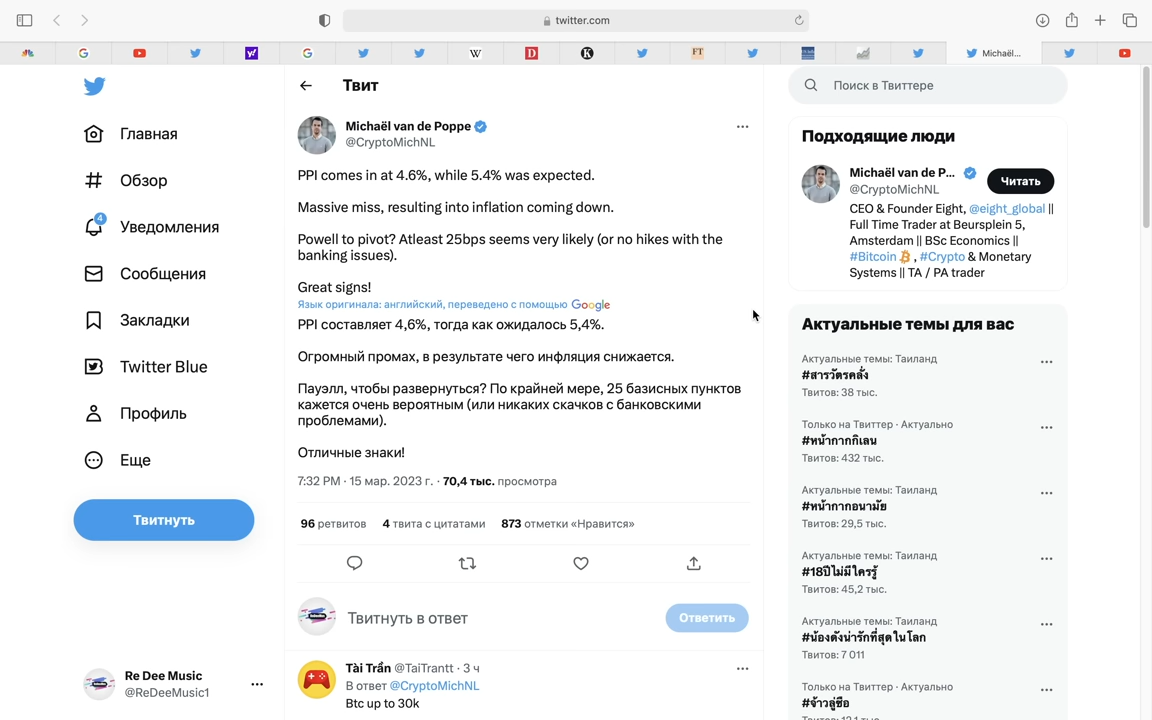 twitter.com
Michaël...
Твит
Michaël van de Poppe
@CryptoMichNL
PPI comes in at 4.6%, while 5.4% was expected.
Massive miss, resulting into inflation coming down.
Powell to pivot? Atleast 25bps seems very likely (or no hikes with the
banking issues).
Great signs!
Язык оригинала: английский, переведено с помощью Google
PPI составляет 4,6%, тогда как ожидалось 5,4%.
Огромный промах, в результате чего инфляция снижается.
Пауэлл, чтобы развернуться? По крайней мере, 25 базисных пунктов
кажется очень вероятным (или никаких скачков с банковскими
проблемами).
Отличные знаки!
7:32 PM · 15 мар. 2023 г. · 70,4 тыс. просмотра
96 ретвитов 4 твита с цитатами 873 отметки «Нравится»
Твитнуть в ответ
Ответить
Tài Trần @TaiTrantt · 3 ч
В ответ @CryptoMichNL
Btc up to 30k
Главная
Обзор
4
Уведомления
Сообщения
Закладки
Twitter Blue
Профиль
Еще
Твитнуть
Re Dee Music
@ReDeeMusic1
Поиск в Твиттере
Подходящие люди
Michaël van de P...
@CryptoMichNL
Читать
CEO & Founder Eight, @eight_global ||
Full Time Trader at Beursplein 5,
Amsterdam || BSc Economics ||
#Bitcoin , #Crypto & Monetary
Systems || TA / PA trader
Актуальные темы для вас
Актуальные темы: Таиланд
#สารวัตรคลั่ง
Твитов: 38 тыс.
Только на Твиттер · Актуально
#หน้ากากกิเลน
Твитов: 432 тыс.
Актуальные темы: Таиланд
#หน้ากากอนามัย
Твитов: 29,5 тыс.
Актуальные темы: Таиланд
#18ปีไม่มีใครรู้
Твитов: 45,2 тыс.
Актуальные темы: Таиланд
#น้องดังน่ารักที่สุดในโลก
Твитов: 7 011
Только на Твиттер · Актуально
#จ้าวลู่ซือ
Твитов: 12,1 тыс.